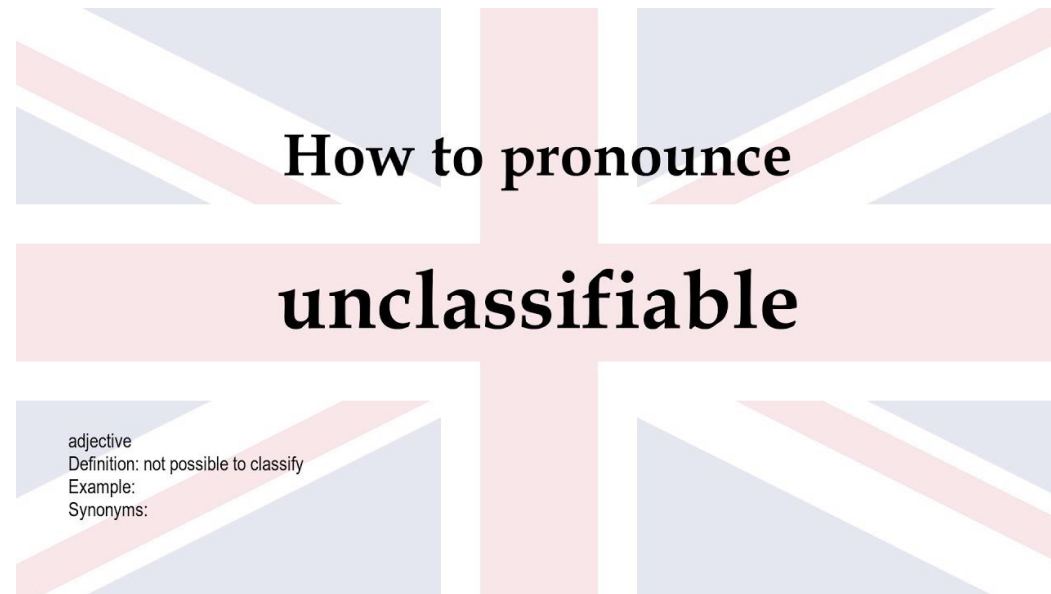 How to pronounce
unclassifiable
adjective
Definition: not possible to classify
Example:
Synonyms: